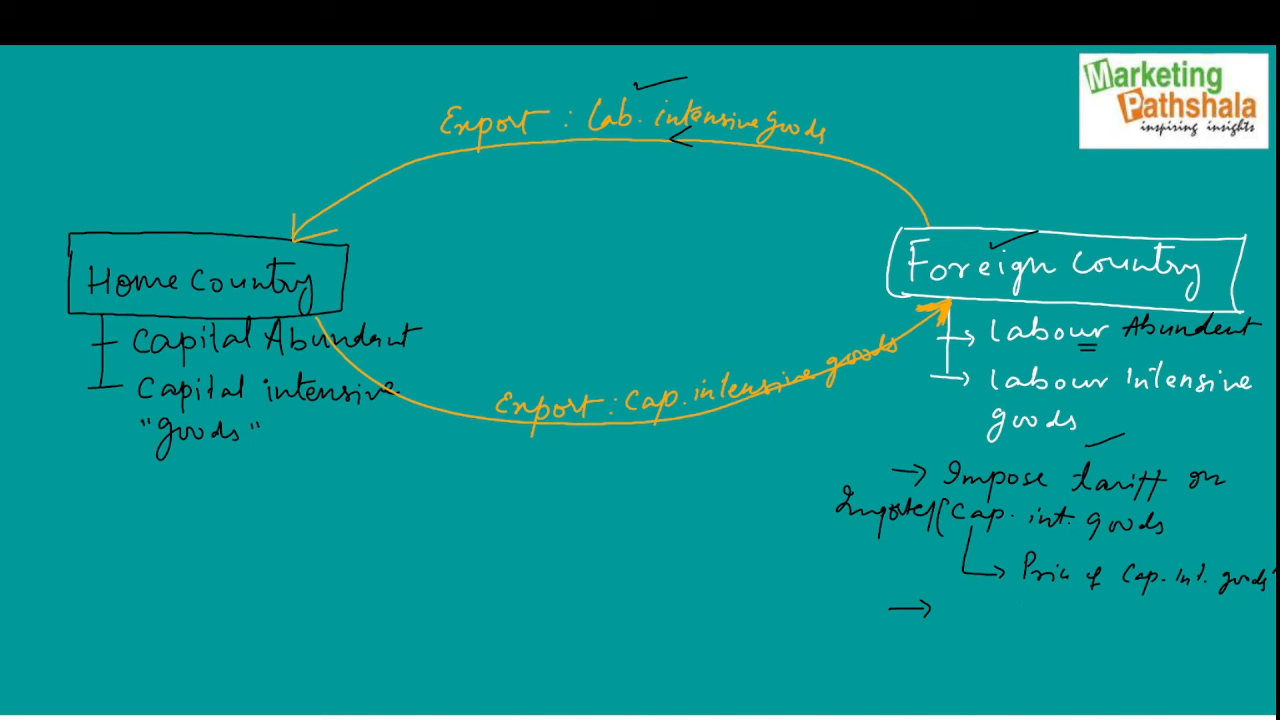 Marketing
Pathshala
inspiring insights
Export : Lab. intensive goods
Home Country
Capital Abundant
Capital intensive
"goods"
Foreign Country
Labour Abundant
Labour Intensive
goods
Export : Cap. intensive goods
Impose tariff on
Cap. int. goods
Price of Cap. Int. goods